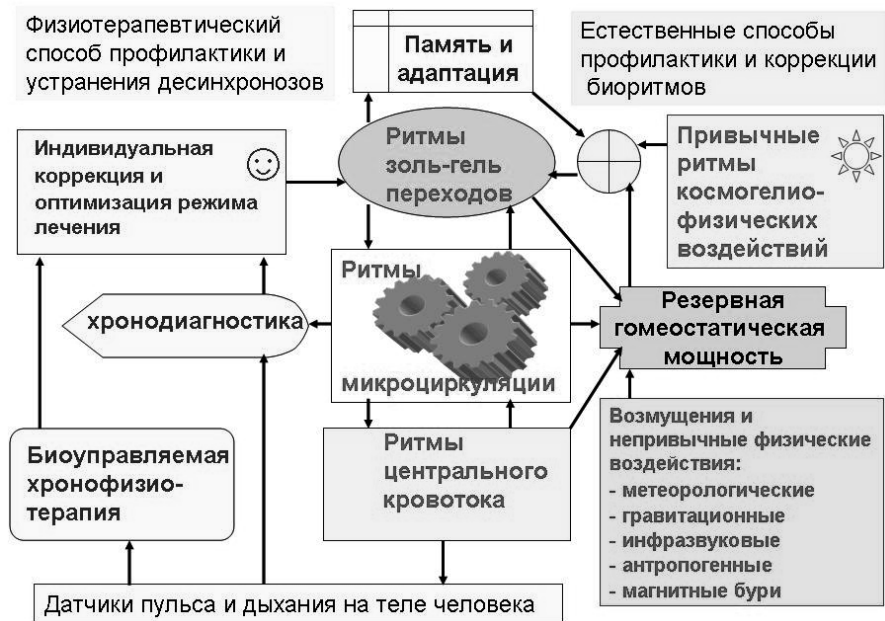 Физиотерапевтический
способ профилактики и
устранения десинхронозов
Память и
адаптация
Естественные способы
профилактики и коррекции
биоритмов
Индивидуальная
коррекция и
оптимизация режима
лечения
Ритмы
золь-гель
переходов
Привычные
ритмы
космогелио-
физических
воздействий
хронодиагностика
Ритмы
микроциркуляции
Резервная
гомеостатическая
мощность
Биоуправляемая
хронофизио-
терапия
Ритмы
центрального
кровотока
Возмущения и
непривычные физические
воздействия:
- метеорологические
- гравитационные
- инфразвуковые
- антропогенные
- магнитные бури
Датчики пульса и дыхания на теле человека